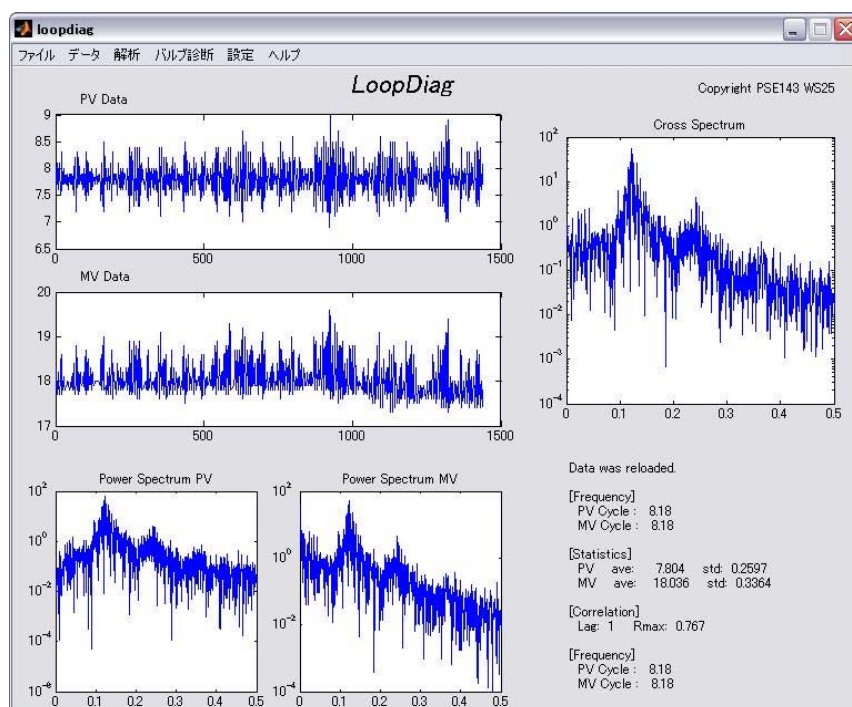 loopdiag
ファイル データ 解析 バルブ診断 設定 ヘルプ
LoopDiag
Copyright PSE143 WS25
PV Data
9
8.5
8
7.5
7
6.5
0 500 1000 1500
MV Data
20
19
18
17
0 500 1000 1500
Cross Spectrum
10^2
10^1
10^0
10^-1
10^-2
10^-3
10^-4
0 0.1 0.2 0.3 0.4 0.5
Power Spectrum PV
10^2
10^0
10^-2
10^-4
0 0.1 0.2 0.3 0.4 0.5
Power Spectrum MV
10^2
10^0
10^-2
10^-4
0 0.1 0.2 0.3 0.4 0.5
Data was reloaded.
[Frequency]
PV Cycle : 8.18
MV Cycle : 8.18
[Statistics]
PV ave: 7.804 std: 0.2597
MV ave: 18.036 std: 0.3364
[Correlation]
Lag: 1 Rmax: 0.767
[Frequency]
PV Cycle : 8.18
MV Cycle : 8.18